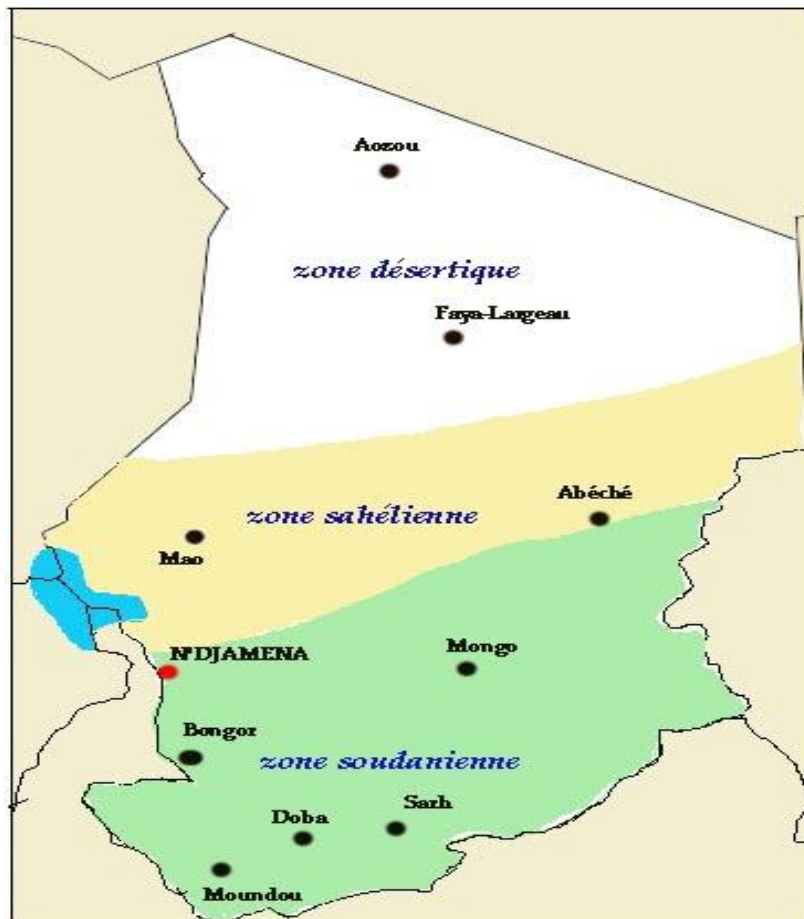 Aozou
zone désertique
Faya-Largeau
Abéché
zone sahélienne
Mao
N'DJAMENA
Mongo
Bongor
zone soudanienne
Sarh
Doba
Moundou